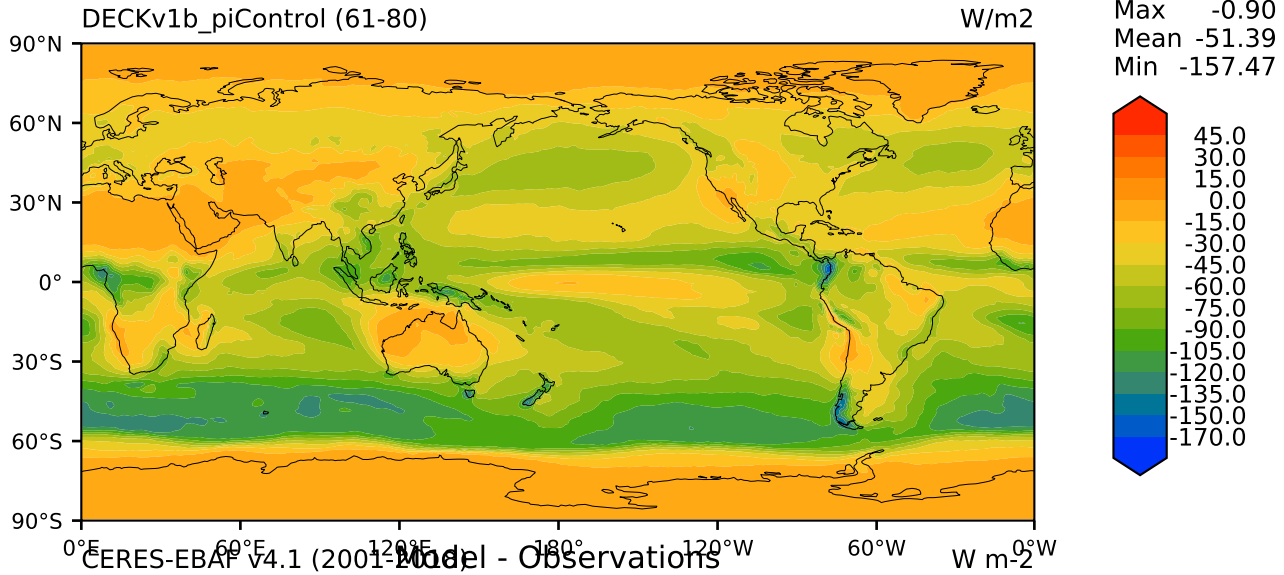 DECKv1b_piControl (61-80) W/m2
Max -0.90
Mean -51.39
Min -157.47
90°N
60°N
30°N
0°
30°S
60°S
90°S
0°E 60°E 120°E 180° 120°W 60°W 0°W
45.0
30.0
15.0
0.0
-15.0
-30.0
-45.0
-60.0
-75.0
-90.0
-105.0
-120.0
-135.0
-150.0
-170.0
CERES-EBAF v4.1 (2001-2018) Model - Observations W m-2